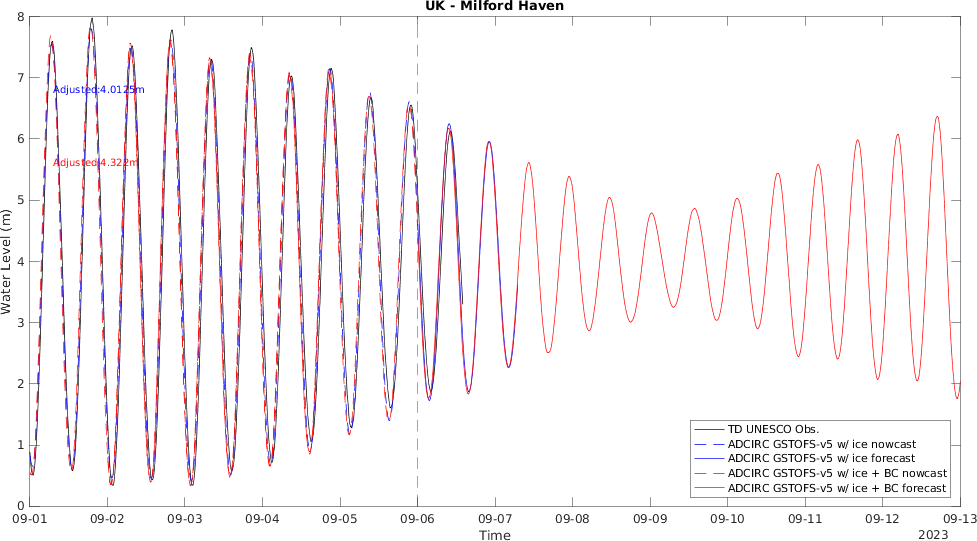 UK - Milford Haven
8
7
Adjusted:4.0125m
6
Adjusted:4.322m
5
Water Level (m)
4
3
2
1
0
TD UNESCO Obs.
ADCIRC GSTOFS-v5 w/ ice nowcast
ADCIRC GSTOFS-v5 w/ ice forecast
ADCIRC GSTOFS-v5 w/ ice + BC nowcast
ADCIRC GSTOFS-v5 w/ ice + BC forecast
09-01 09-02 09-03 09-04 09-05 09-06 09-07 09-08 09-09 09-10 09-11 09-12 09-13
Time
2023